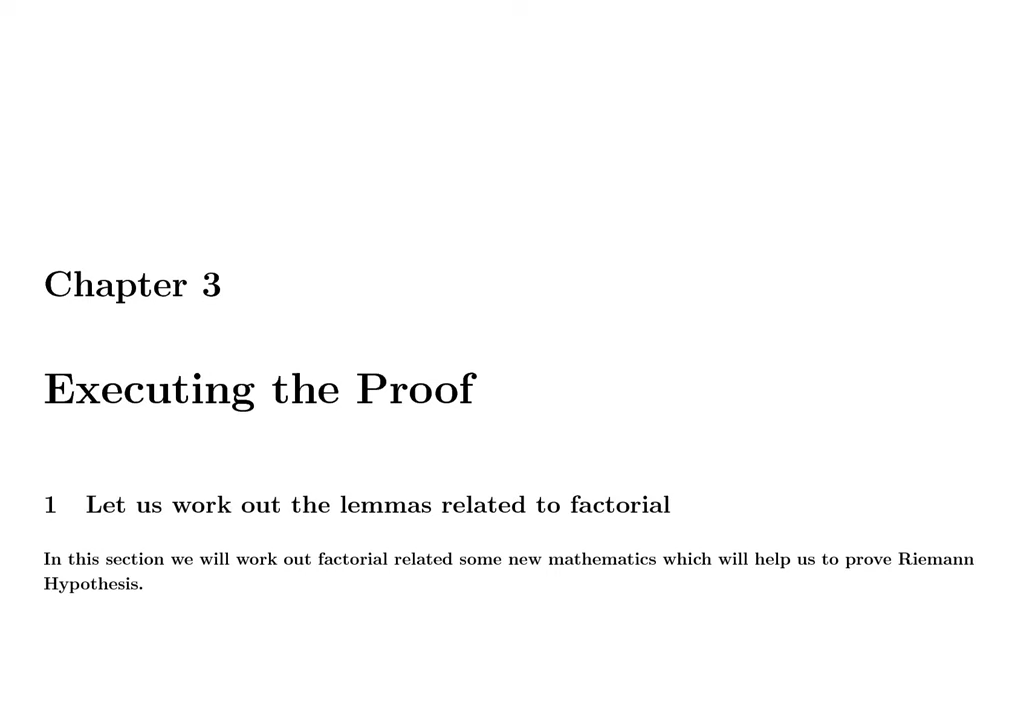 Chapter 3
Executing the Proof
1 Let us work out the lemmas related to factorial
In this section we will work out factorial related some new mathematics which will help us to prove Riemann
Hypothesis.